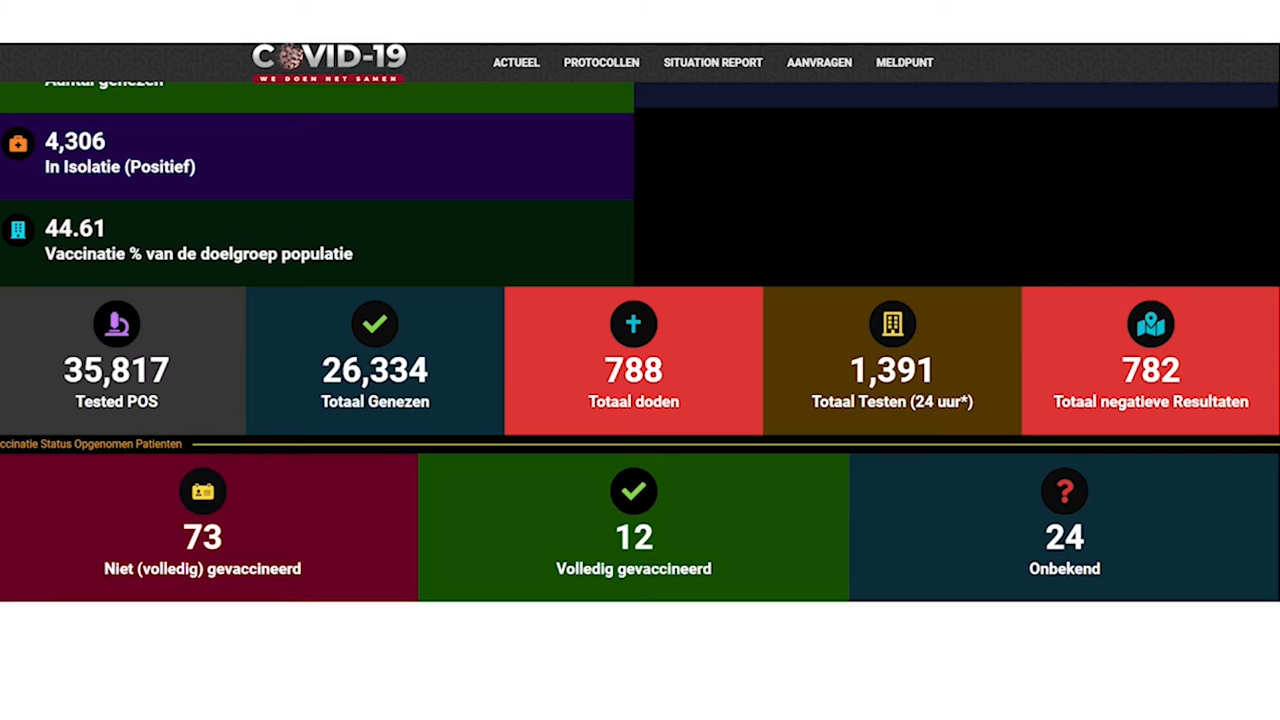 COVID-19
WE DOEN HET SAMEN
ACTUEEL PROTOCOLLEN SITUATION REPORT AANVRAGEN MELDPUNT
Aantal genezen
4,306
In Isolatie (Positief)
44.61
Vaccinatie % van de doelgroep populatie
35,817
Tested POS
26,334
Totaal Genezen
788
Totaal doden
1,391
Totaal Testen (24 uur*)
782
Totaal negatieve Resultaten
ccinatie Status Opgenomen Patienten
73
Niet (volledig) gevaccineerd
12
Volledig gevaccineerd
24
Onbekend